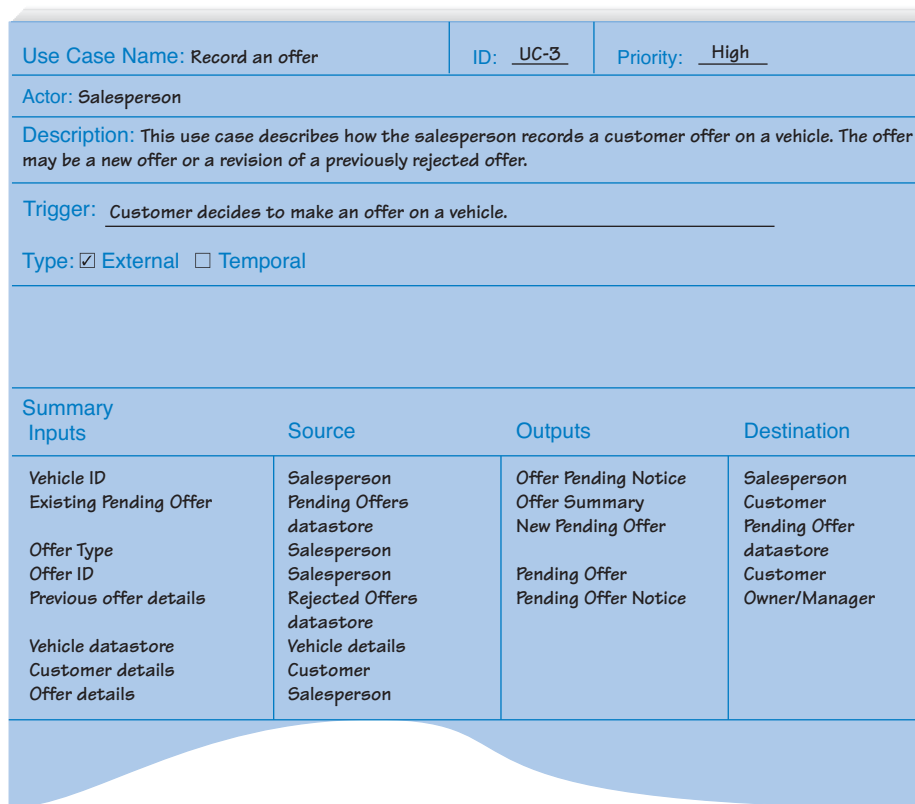 Use Case Name: Record an offer ID: UC-3 Priority: High
Actor: Salesperson
Description: This use case describes how the salesperson records a customer offer on a vehicle. The offer
may be a new offer or a revision of a previously rejected offer.
Trigger: Customer decides to make an offer on a vehicle.
Type: ☑ External ☐ Temporal
Summary
Inputs Source Outputs Destination
Vehicle ID Salesperson Offer Pending Notice Salesperson
Existing Pending Offer Pending Offers Offer Summary Customer
datastore New Pending Offer Pending Offer
Offer Type Salesperson datastore
Offer ID Salesperson Pending Offer Customer
Previous offer details Rejected Offers Pending Offer Notice Owner/Manager
datastore
Vehicle datastore Vehicle details
Customer details Customer
Offer details Salesperson